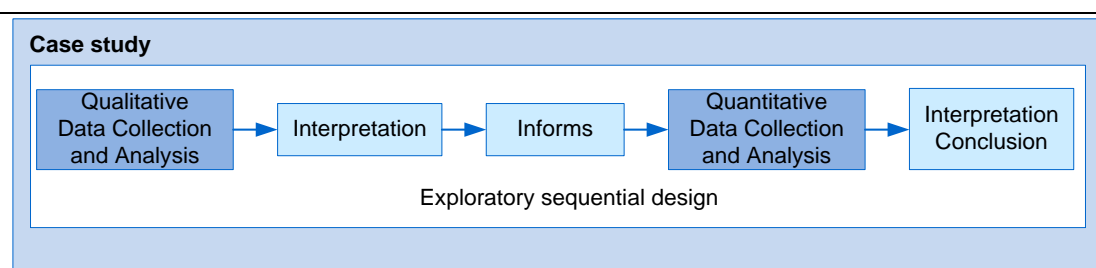 Case study
Qualitative
Data Collection
and Analysis
Interpretation
Informs
Quantitative
Data Collection
and Analysis
Interpretation
Conclusion
Exploratory sequential design